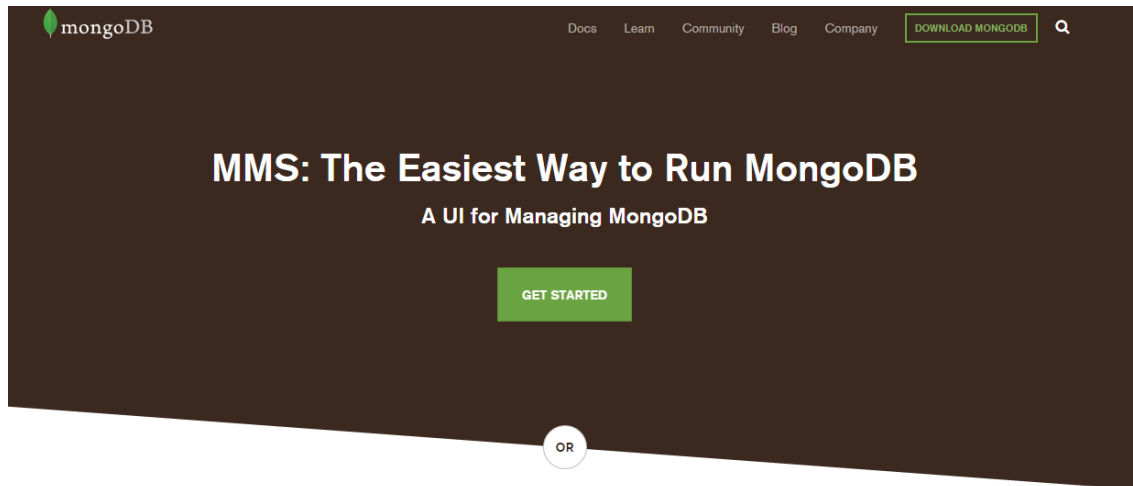 mongoDB
Docs Learn Community Blog Company DOWNLOAD MONGODB
MMS: The Easiest Way to Run MongoDB
A UI for Managing MongoDB
GET STARTED
OR